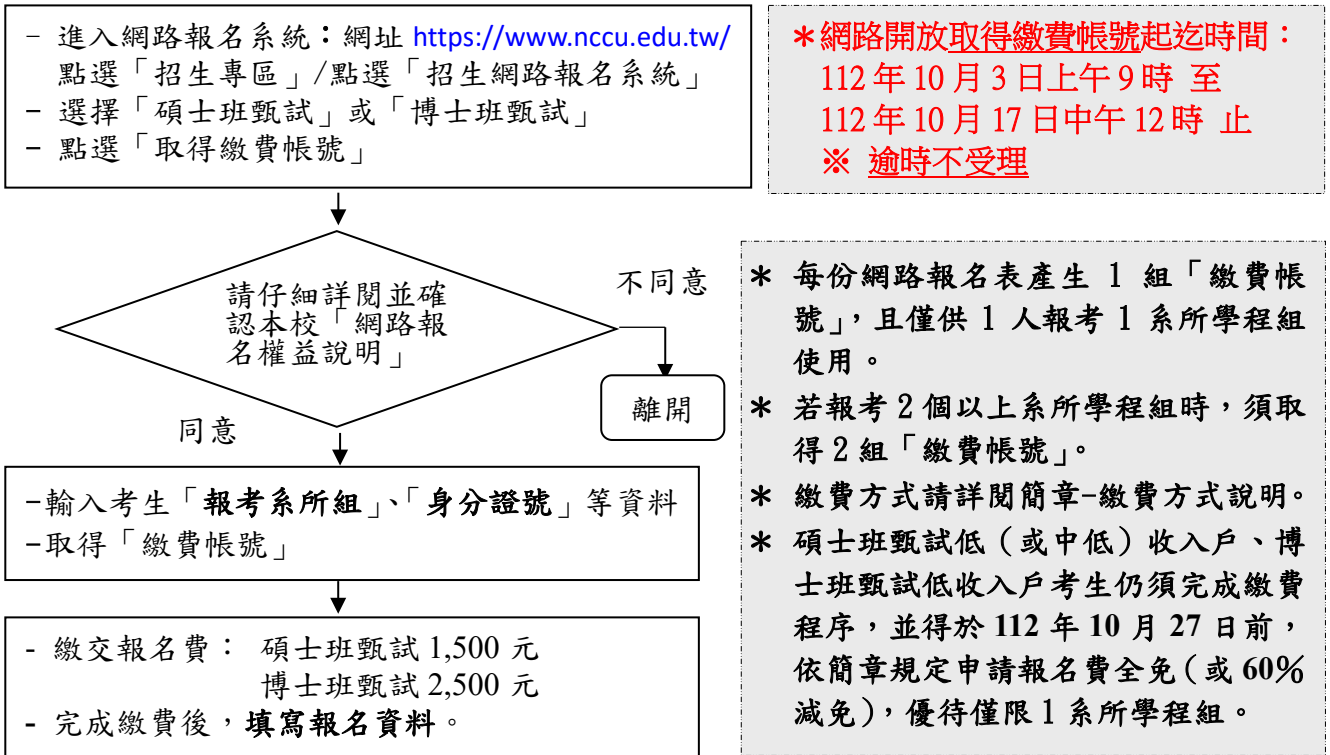 - 進入網路報名系統：網址 https://www.nccu.edu.tw/
點選「招生專區」/點選「招生網路報名系統」
- 選擇「碩士班甄試」或「博士班甄試」
- 點選「取得繳費帳號」
＊網路開放取得繳費帳號起迄時間：
112 年 10 月 3 日上午 9 時 至
112 年 10 月 17 日中午 12 時 止
※ 逾時不受理
請仔細詳閱並確
認本校「網路報
名權益說明」
不同意
離開
同意
-輸入考生「報考系所組」、「身分證號」等資料
-取得「繳費帳號」
- 繳交報名費： 碩士班甄試 1,500 元
博士班甄試 2,500 元
- 完成繳費後，填寫報名資料。
＊ 每份網路報名表產生 1 組「繳費帳
號」，且僅供 1 人報考 1 系所學程組
使用。
＊ 若報考 2 個以上系所學程組時，須取
得 2 組「繳費帳號」。
＊ 繳費方式請詳閱簡章-繳費方式說明。
＊ 碩士班甄試低（或中低）收入戶、博
士班甄試低收入戶考生仍須完成繳費
程序，並得於 112 年 10 月 27 日前，
依簡章規定申請報名費全免（或 60%
減免），優待僅限 1 系所學程組。